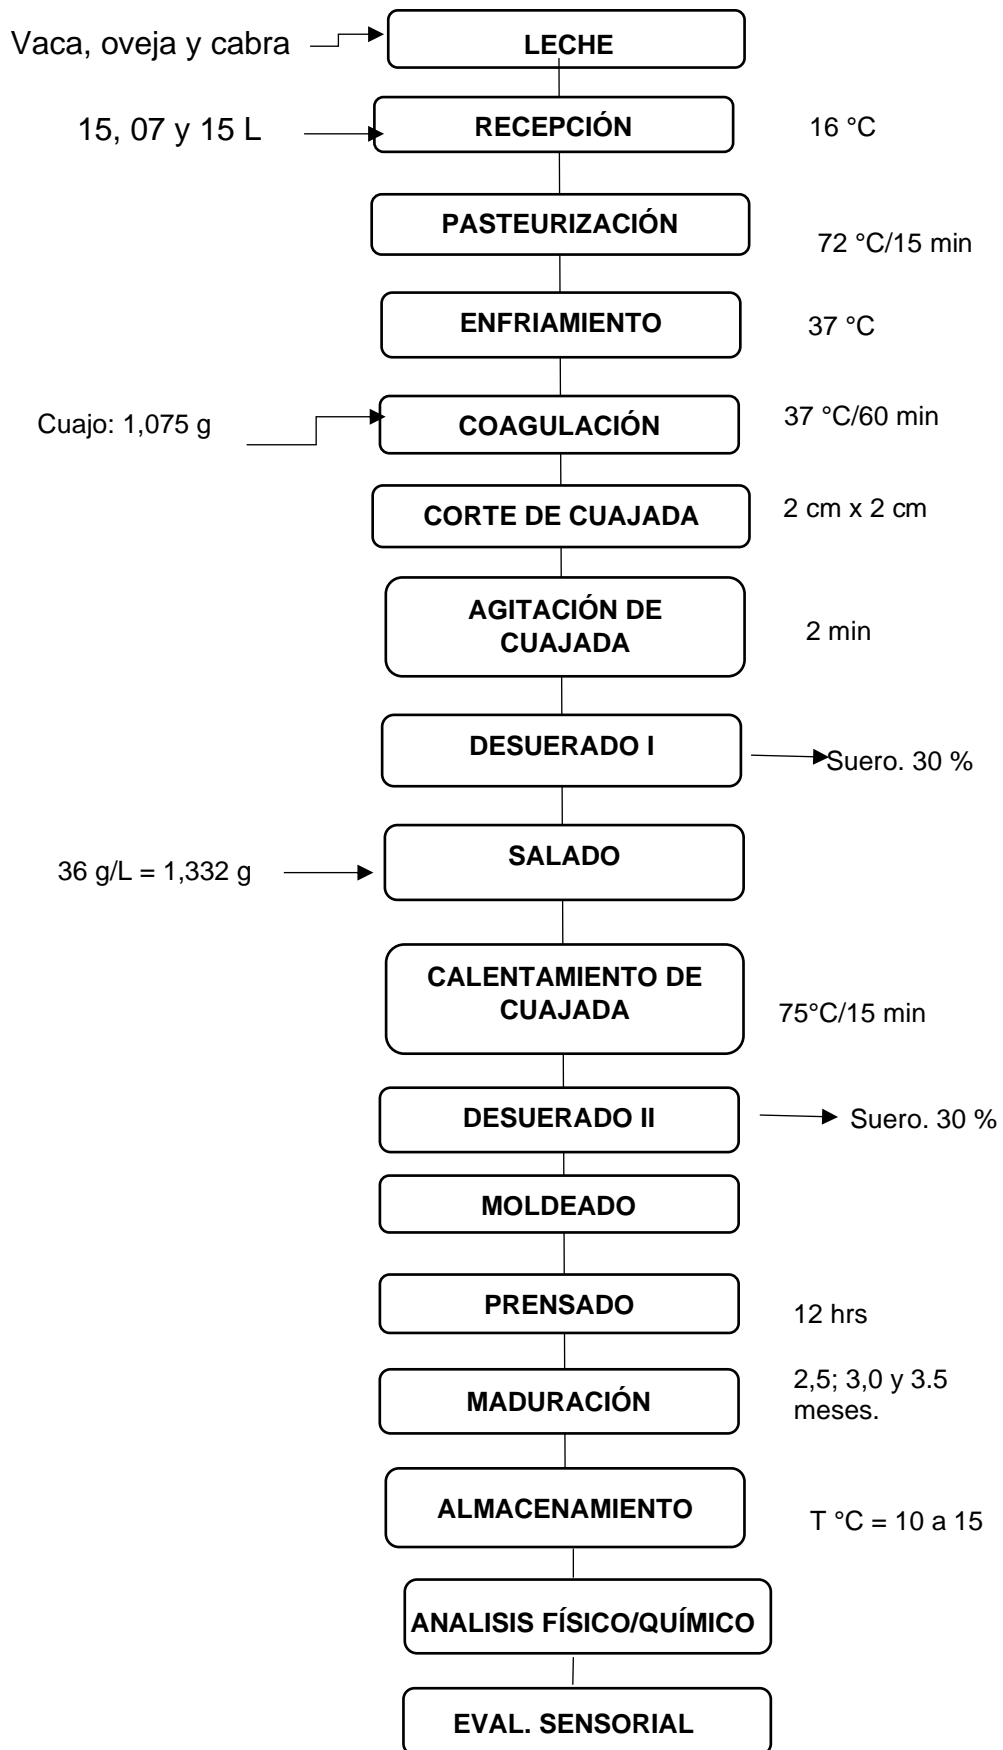 Vaca, oveja y cabra
LECHE
15, 07 y 15 L
RECEPCIÓN
16 °C
PASTEURIZACIÓN
72 °C/15 min
ENFRIAMIENTO
37 °C
Cuajo: 1,075 g
COAGULACIÓN
37 °C/60 min
CORTE DE CUAJADA
2 cm x 2 cm
AGITACIÓN DE
CUAJADA
2 min
DESUERADO I
Suero. 30 %
36 g/L = 1,332 g
SALADO
CALENTAMIENTO DE
CUAJADA
75°C/15 min
DESUERADO II
Suero. 30 %
MOLDEADO
PRENSADO
12 hrs
MADURACIÓN
2,5; 3,0 y 3.5
meses.
ALMACENAMIENTO
T °C = 10 a 15
ANALISIS FÍSICO/QUÍMICO
EVAL. SENSORIAL